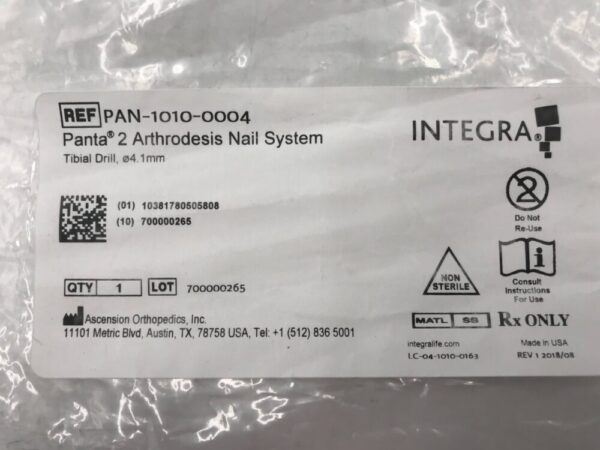 REF PAN-1010-0004
Panta® 2 Arthrodesis Nail System
Tibial Drill, ø4.1mm
INTEGRA®
(01) 10381780505808
(10) 700000265
2
Do Not
Re-Use
QTY 1 LOT 700000265
NON
STERILE
i
Consult
Instructions
For Use
Ascension Orthopedics, Inc.
11101 Metric Blvd, Austin, TX, 78758 USA, Tel: +1 (512) 836 5001
MATL SS Rx ONLY
integralife.com Made in USA
LC-04-1010-0163 REV 1 2018/08